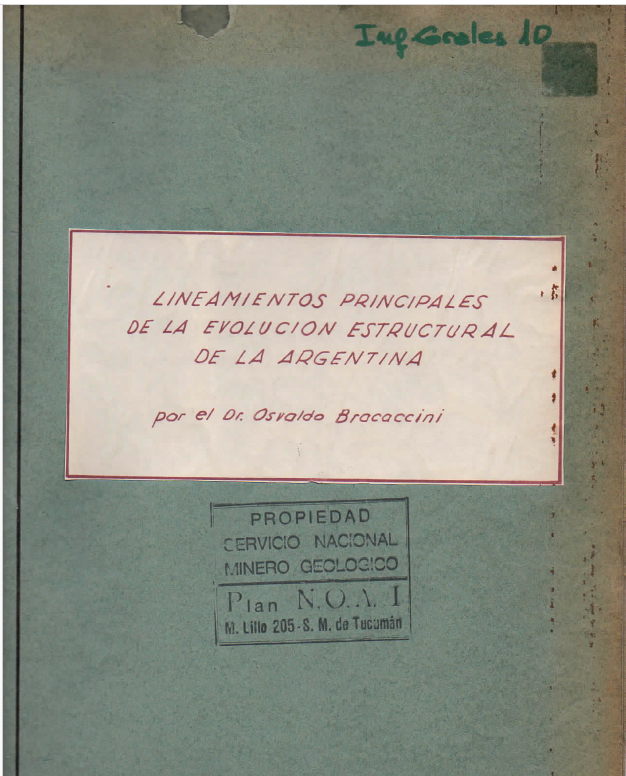 Inf Grales 10
LINEAMIENTOS PRINCIPALES
DE LA EVOLUCION ESTRUCTURAL
DE LA ARGENTINA
por el Dr. Osvaldo Bracaccini
PROPIEDAD
SERVICIO NACIONAL
MINERO GEOLOGICO
Plan N.O.A. I
M. Lillo 205-S. M. de Tucumán